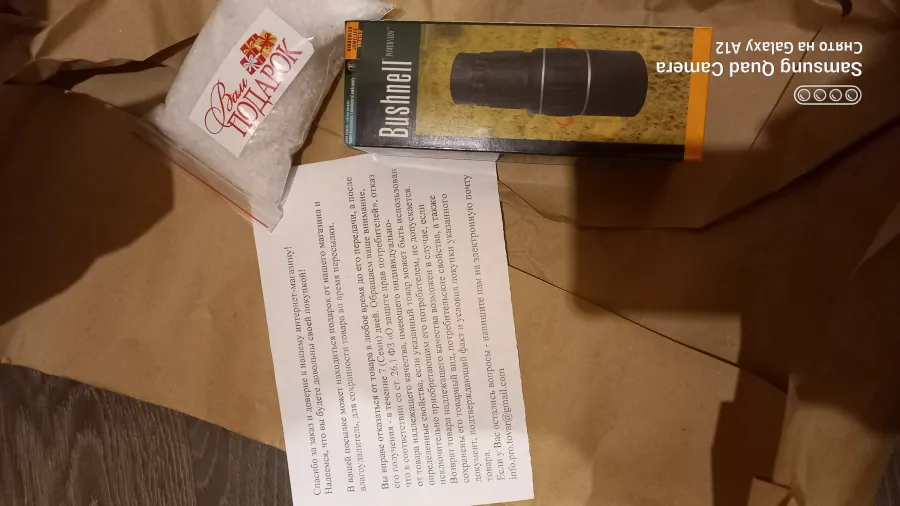 Вам
ПОДАРОК
Bushnell
POWERVIEW
Samsung Quad Camera
Снято на Galaxy A12
Спасибо за заказ и доверие к нашему интернет-магазину!
Надеемся, что вы будете довольны своей покупкой!
В вашей посылке может находиться подарок от нашего магазина и
влагоудалитель, для сохранности товара во время пересылки.
Вы вправе отказаться от товара в любое время до его передачи, а после
его получения - в течение 7 (Семи) дней. Обращаем ваше внимание,
что в соответствии со ст. 26.1 ФЗ «О защите прав потребителей», отказ
от товара надлежащего качества, имеющего индивидуально-
определенные свойства, если указанный товар может быть использован
исключительно приобретающим его потребителем, не допускается.
Возврат товара надлежащего качества возможен в случае, если
сохранены его товарный вид, потребительские свойства, а также
документ, подтверждающий факт и условия покупки указанного
товара.
Если у Вас остались вопросы - напишите нам на электронную почту
info.pro.tovar@gmail.com